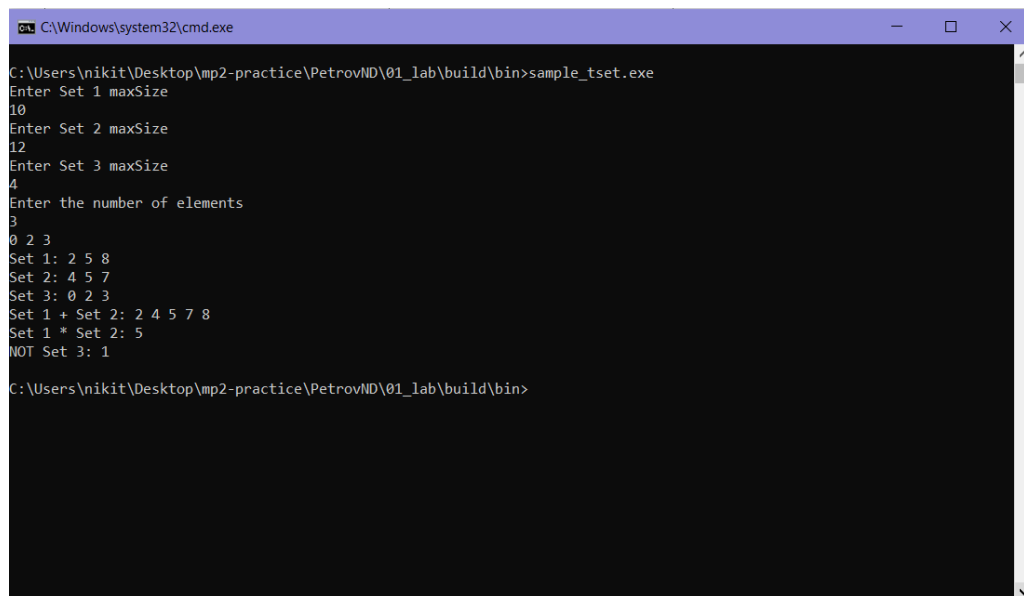 C:\Windows\system32\cmd.exe
C:\Users\nikit\Desktop\mp2-practice\PetrovND\01_lab\build\bin>sample_tset.exe
Enter Set 1 maxSize
10
Enter Set 2 maxSize
12
Enter Set 3 maxSize
4
Enter the number of elements
3
0 2 3
Set 1: 2 5 8
Set 2: 4 5 7
Set 3: 0 2 3
Set 1 + Set 2: 2 4 5 7 8
Set 1 * Set 2: 5
NOT Set 3: 1
C:\Users\nikit\Desktop\mp2-practice\PetrovND\01_lab\build\bin>